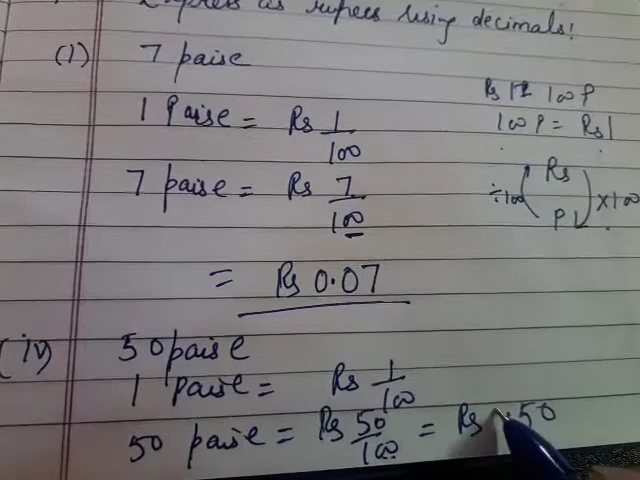 Express as rupees using decimals!
(1) 7 paise
1 Paise = Rs 1/100
7 paise = Rs 7/100
= Rs 0.07
Rs 1 = 100 P
100 P = Rs 1
÷100 Rs ×100
P
(iv) 50 paise
1 paise = Rs 1/100
50 paise = Rs 50/100 = Rs .50